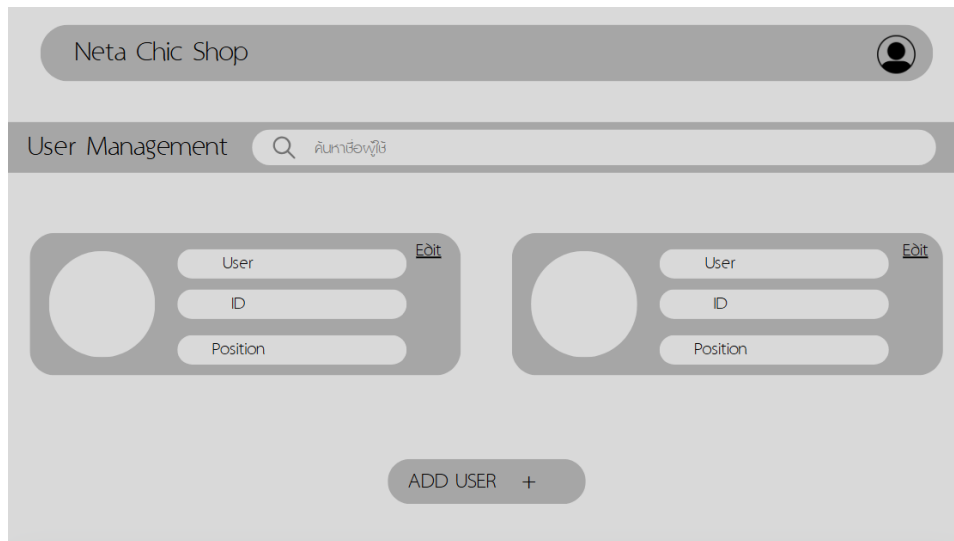 Neta Chic Shop
User Management
ค้นหาชื่อผู้ใช้
User
Edit
ID
Position
User
Edit
ID
Position
ADD USER +